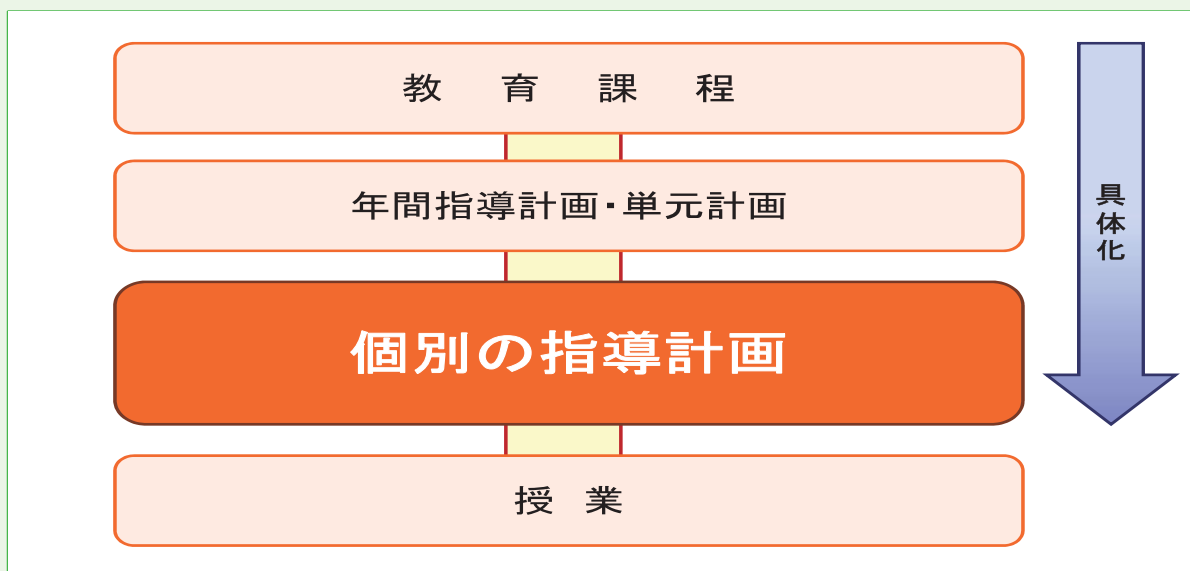 教育課程
年間指導計画・単元計画
個別の指導計画
授業
具体化